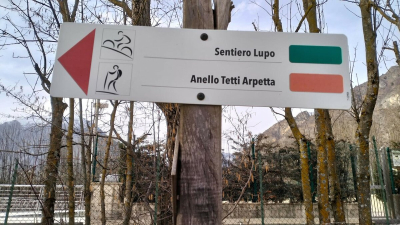 Sentiero Lupo
Anello Tetti Arpetta